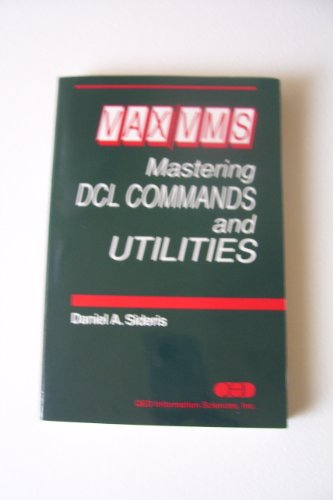 VAX VMS
Mastering
DCL COMMANDS
and
UTILITIES
Daniel A. Sideris
QED Information Sciences, Inc.